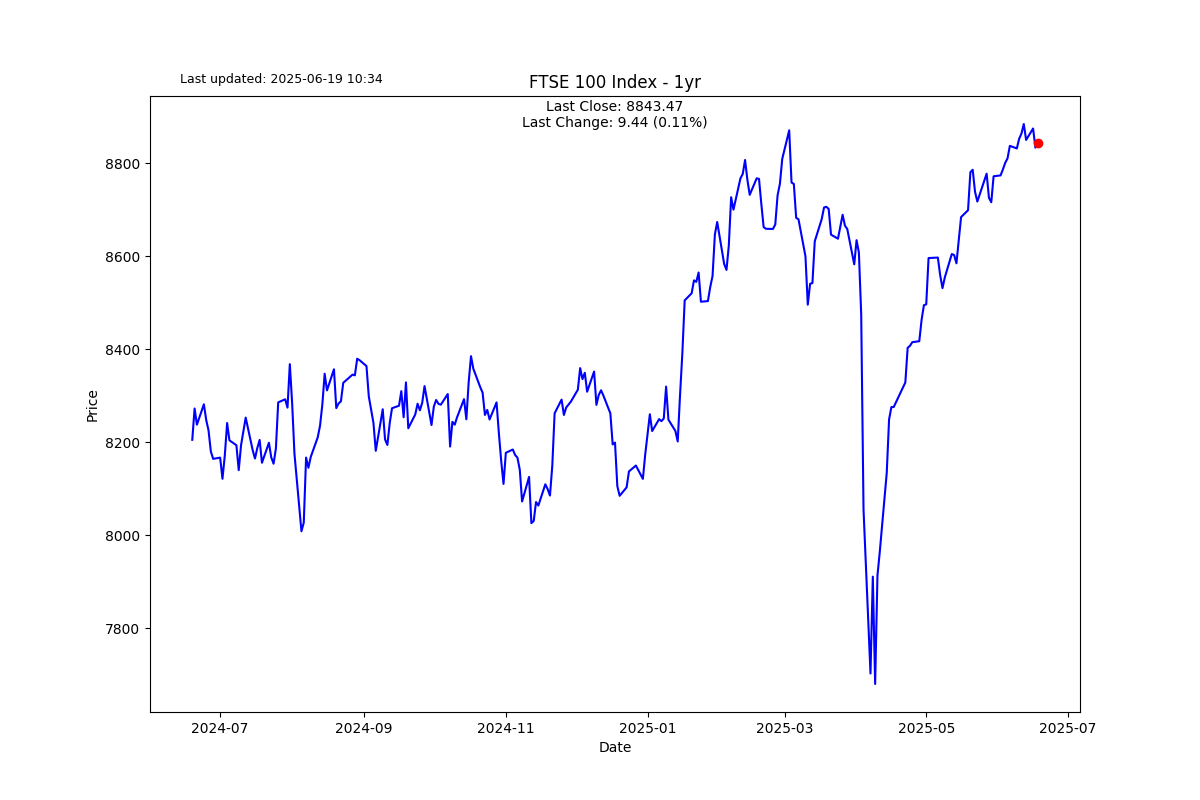 Last updated: 2025-06-19 10:34
FTSE 100 Index - 1yr
Last Close: 8843.47
Last Change: 9.44 (0.11%)
8800
8600
8400
8200
8000
7800
Price
2024-07
2024-09
2024-11
2025-01
2025-03
2025-05
2025-07
Date